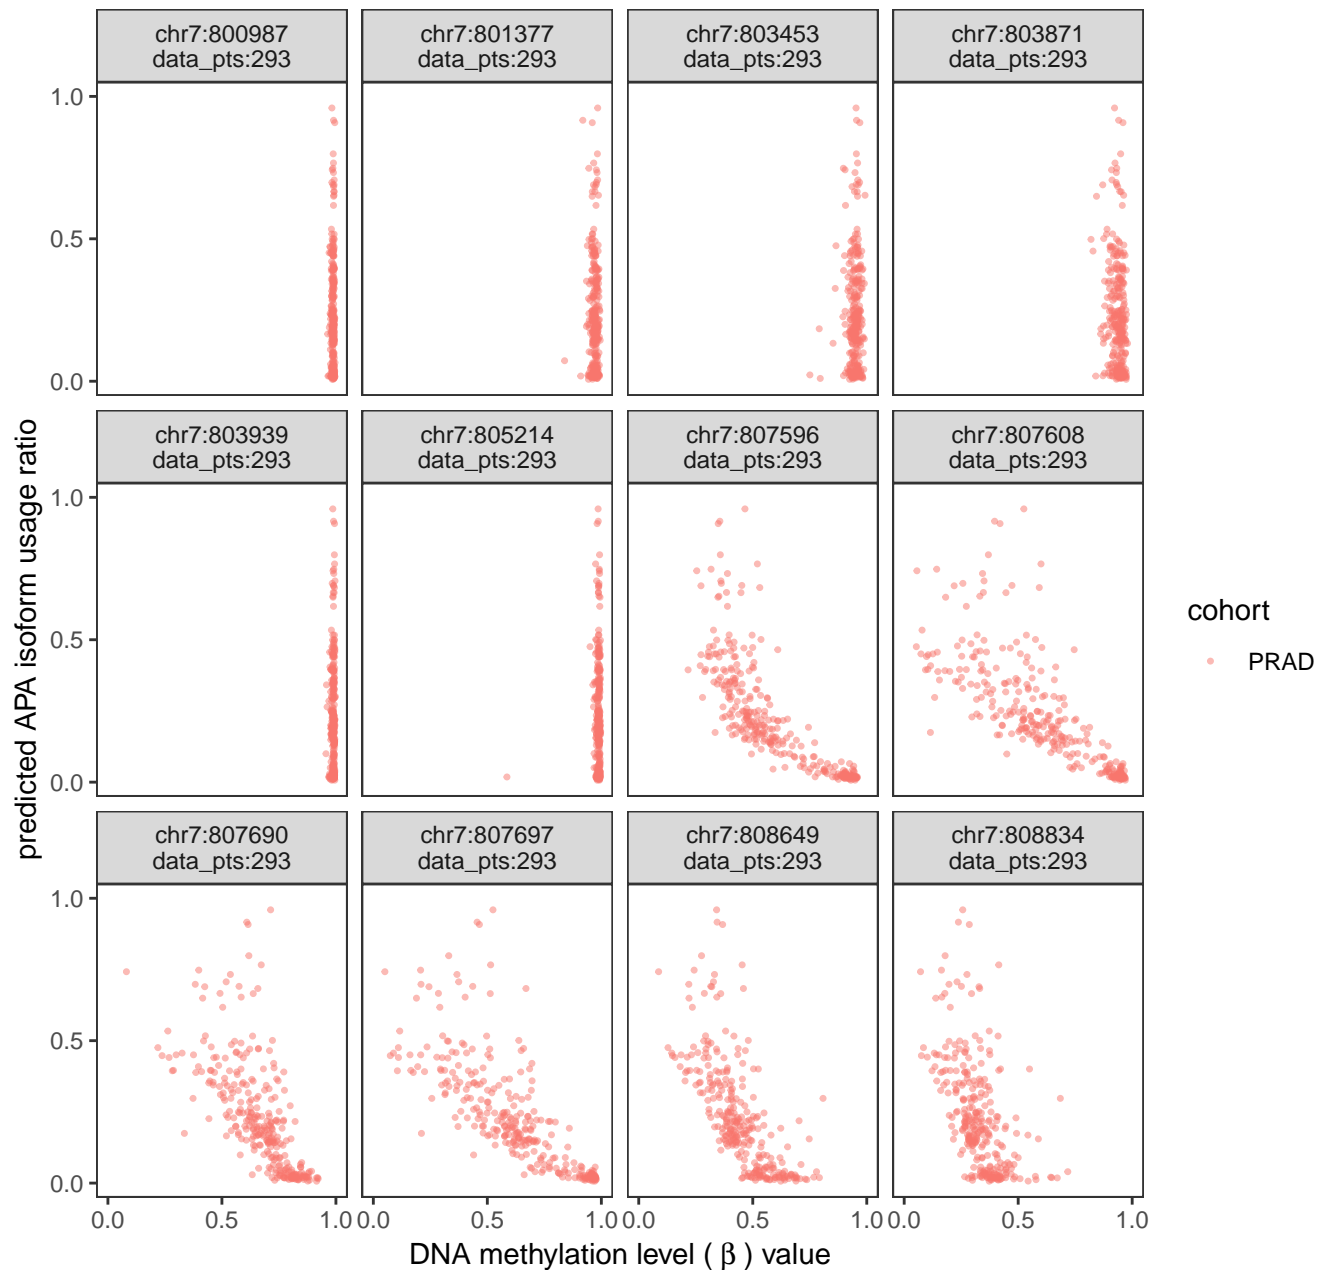 chr7:800987
data_pts:293
chr7:801377
data_pts:293
chr7:803453
data_pts:293
chr7:803871
data_pts:293
1.0
0.5
0.0
chr7:803939
data_pts:293
chr7:805214
data_pts:293
chr7:807596
data_pts:293
chr7:807608
data_pts:293
1.0
0.5
0.0
chr7:807690
data_pts:293
chr7:807697
data_pts:293
chr7:808649
data_pts:293
chr7:808834
data_pts:293
1.0
0.5
0.0
0.0 0.5 1.0 0.0 0.5 1.0 0.0 0.5 1.0 0.0 0.5 1.0
DNA methylation level ( β ) value
predicted APA isoform usage ratio
cohort
PRAD